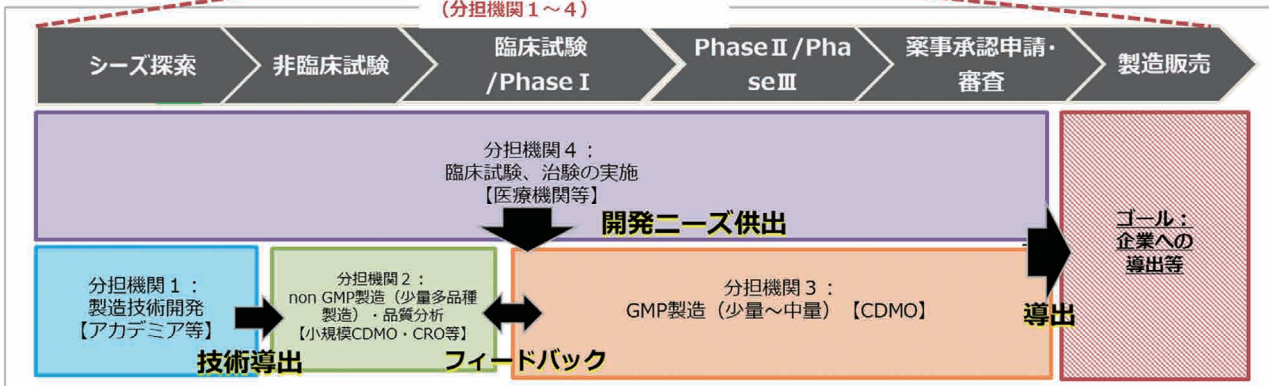 (分担機関1～4)
シーズ探索
非臨床試験
臨床試験
/PhaseⅠ
PhaseⅡ/Pha
seⅢ
薬事承認申請・
審査
製造販売
分担機関4：
臨床試験、治験の実施
【医療機関等】
開発ニーズ供出
ゴール：
企業への
導出等
分担機関1：
製造技術開発
【アカデミア等】
技術導出
分担機関2：
non GMP製造（少量多品種
製造）・品質分析
【小規模CDMO・CRO等】
フィードバック
分担機関3：
GMP製造（少量～中量）【CDMO】
導出